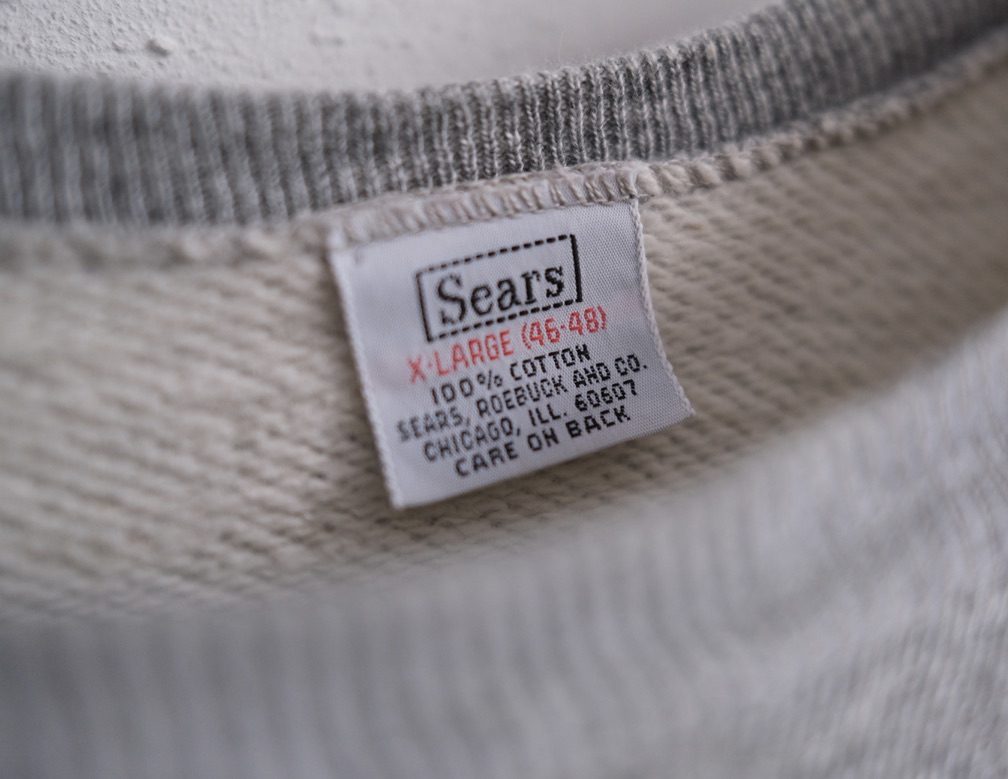 Sears
X-LARGE (46-48)
100% COTTON
SEARS, ROEBUCK AND CO.
CHICAGO, ILL. 60607
CARE ON BACK